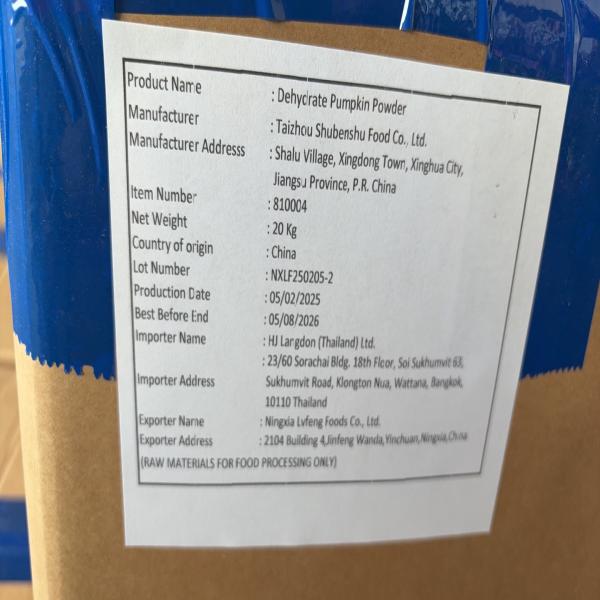 Product Name : Dehydrate Pumpkin Powder
Manufacturer : Taizhou Shubenshu Food Co., Ltd.
Manufacturer Addresss : Shalu Village, Xingdong Town, Xinghua City,
Jiangsu Province, P.R. China
Item Number : 810004
Net Weight : 20 Kg
Country of origin : China
Lot Number : NXLF250205-2
Production Date : 05/02/2025
Best Before End : 05/08/2026
Importer Name : HJ Langdon (Thailand) Ltd.
: 23/60 Sorachai Bldg. 18th Floor, Soi Sukhumvit 63,
Importer Address Sukhumvit Road, Klongton Nua, Wattana, Bangkok,
10110 Thailand
Exporter Name : Ningxia Lvfeng Foods Co., Ltd.
Exporter Address : 2104 Building 4,Jinfeng Wanda,Yinchuan,Ningxia,China
(RAW MATERIALS FOR FOOD PROCESSING ONLY)